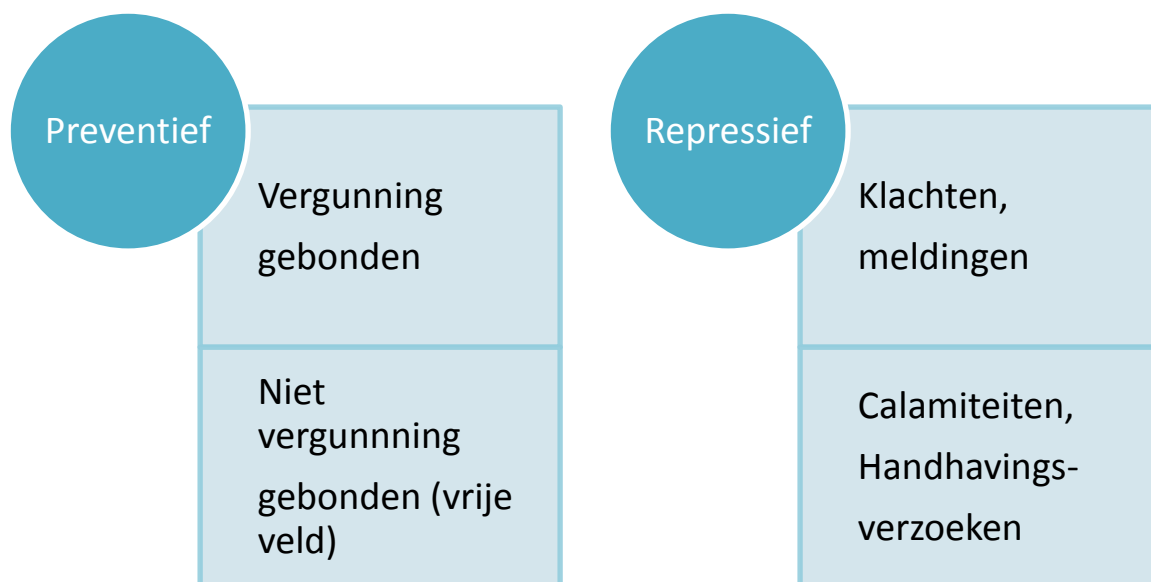 Preventief
Vergunning
gebonden
Niet
vergunnning
gebonden (vrije
veld)
Repressief
Klachten,
meldingen
Calamiteiten,
Handhavings-
verzoeken